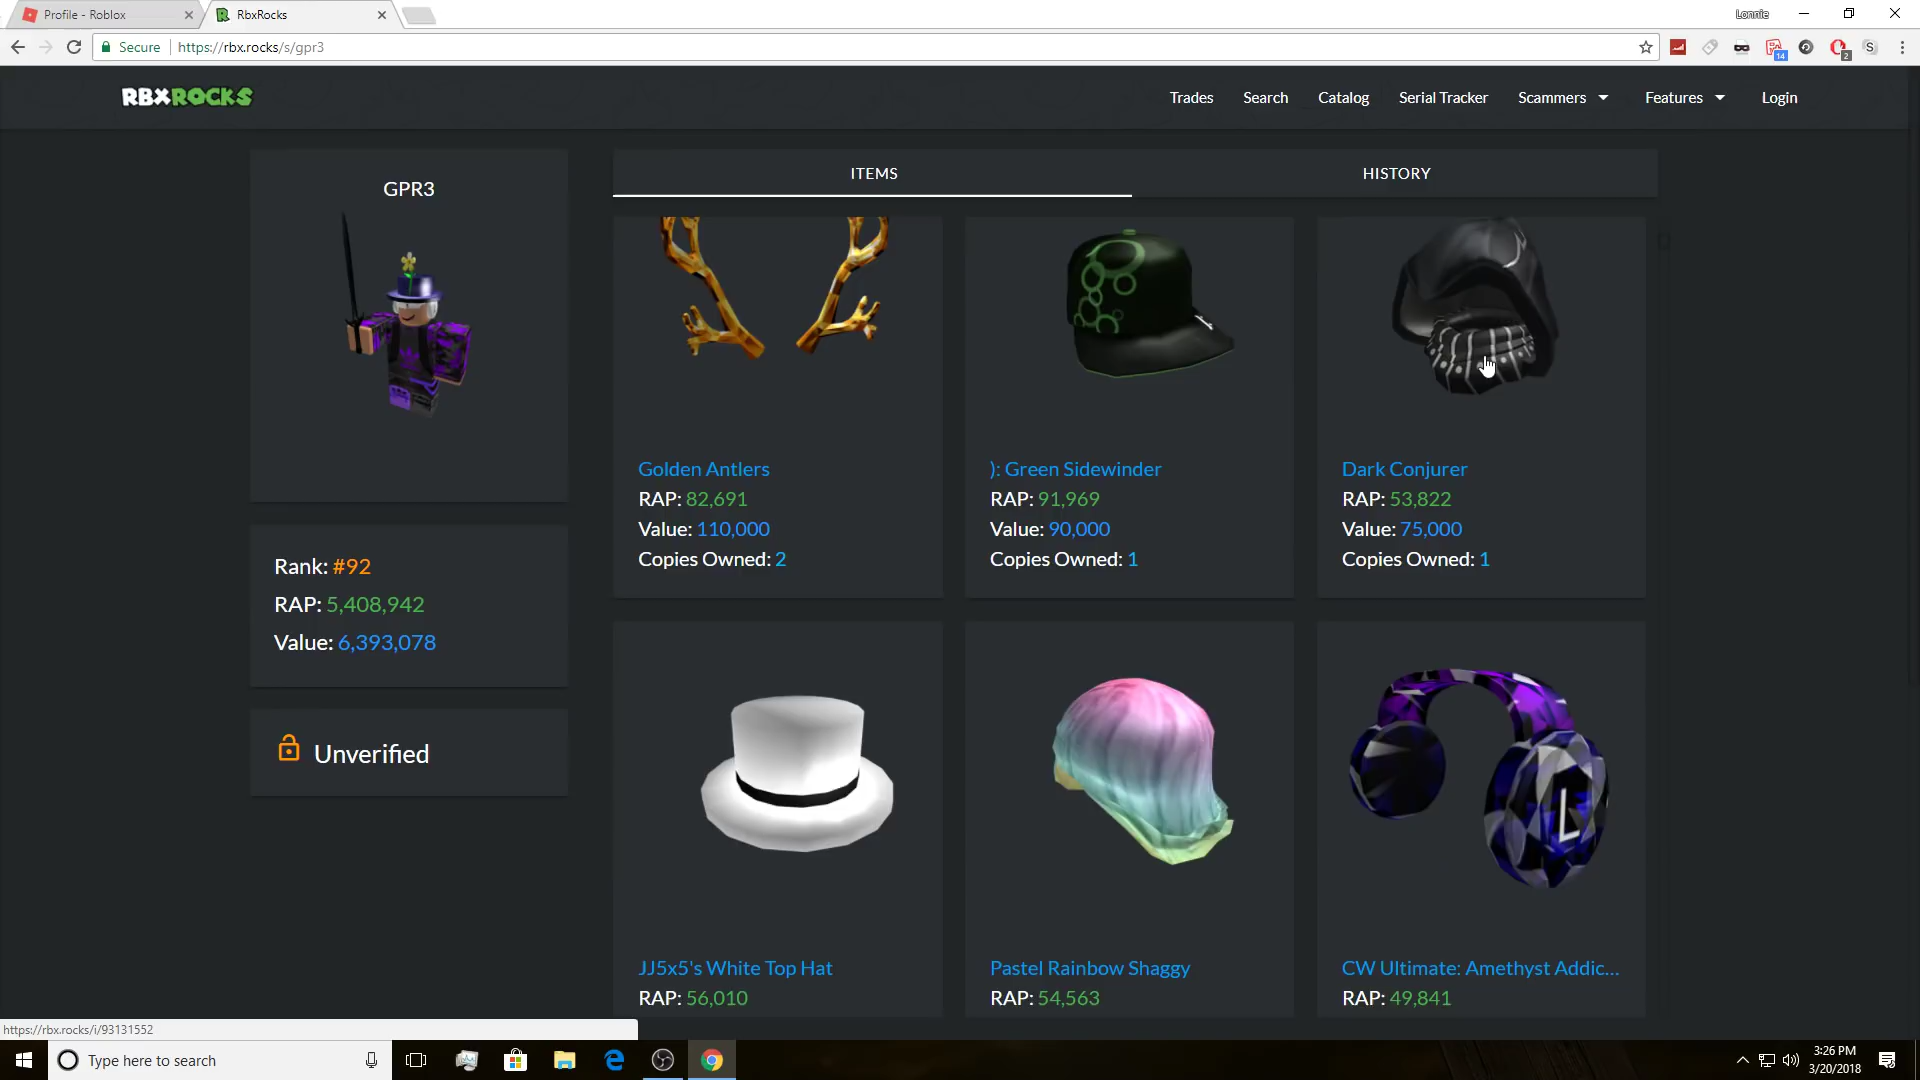 Profile - Roblox
RbxRocks
Lonnie
Secure
https://rbx.rocks/s/gpr3
14
2
S
RBXROCKS
Trades
Search
Catalog
Serial Tracker
Scammers
Features
Login
GPR3
Rank: #92
RAP: 5,408,942
Value: 6,393,078
Unverified
ITEMS
HISTORY
Golden Antlers
RAP: 82,691
Value: 110,000
Copies Owned: 2
): Green Sidewinder
RAP: 91,969
Value: 90,000
Copies Owned: 1
Dark Conjurer
RAP: 53,822
Value: 75,000
Copies Owned: 1
JJ5x5's White Top Hat
RAP: 56,010
Pastel Rainbow Shaggy
RAP: 54,563
L
CW Ultimate: Amethyst Addic...
RAP: 49,841
https://rbx.rocks/i/93131552
Type here to search
3:26 PM
3/20/2018